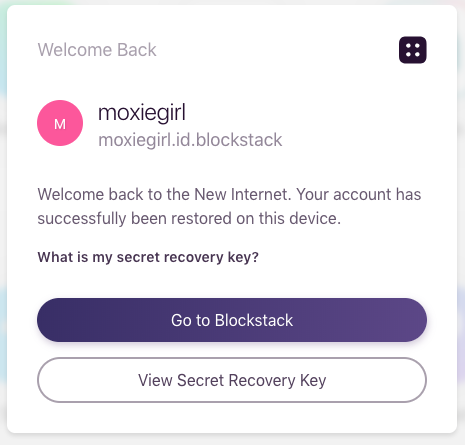 Welcome Back
M
moxiegirl
moxiegirl.id.blockstack
Welcome back to the New Internet. Your account has
successfully been restored on this device.
What is my secret recovery key?
Go to Blockstack
View Secret Recovery Key